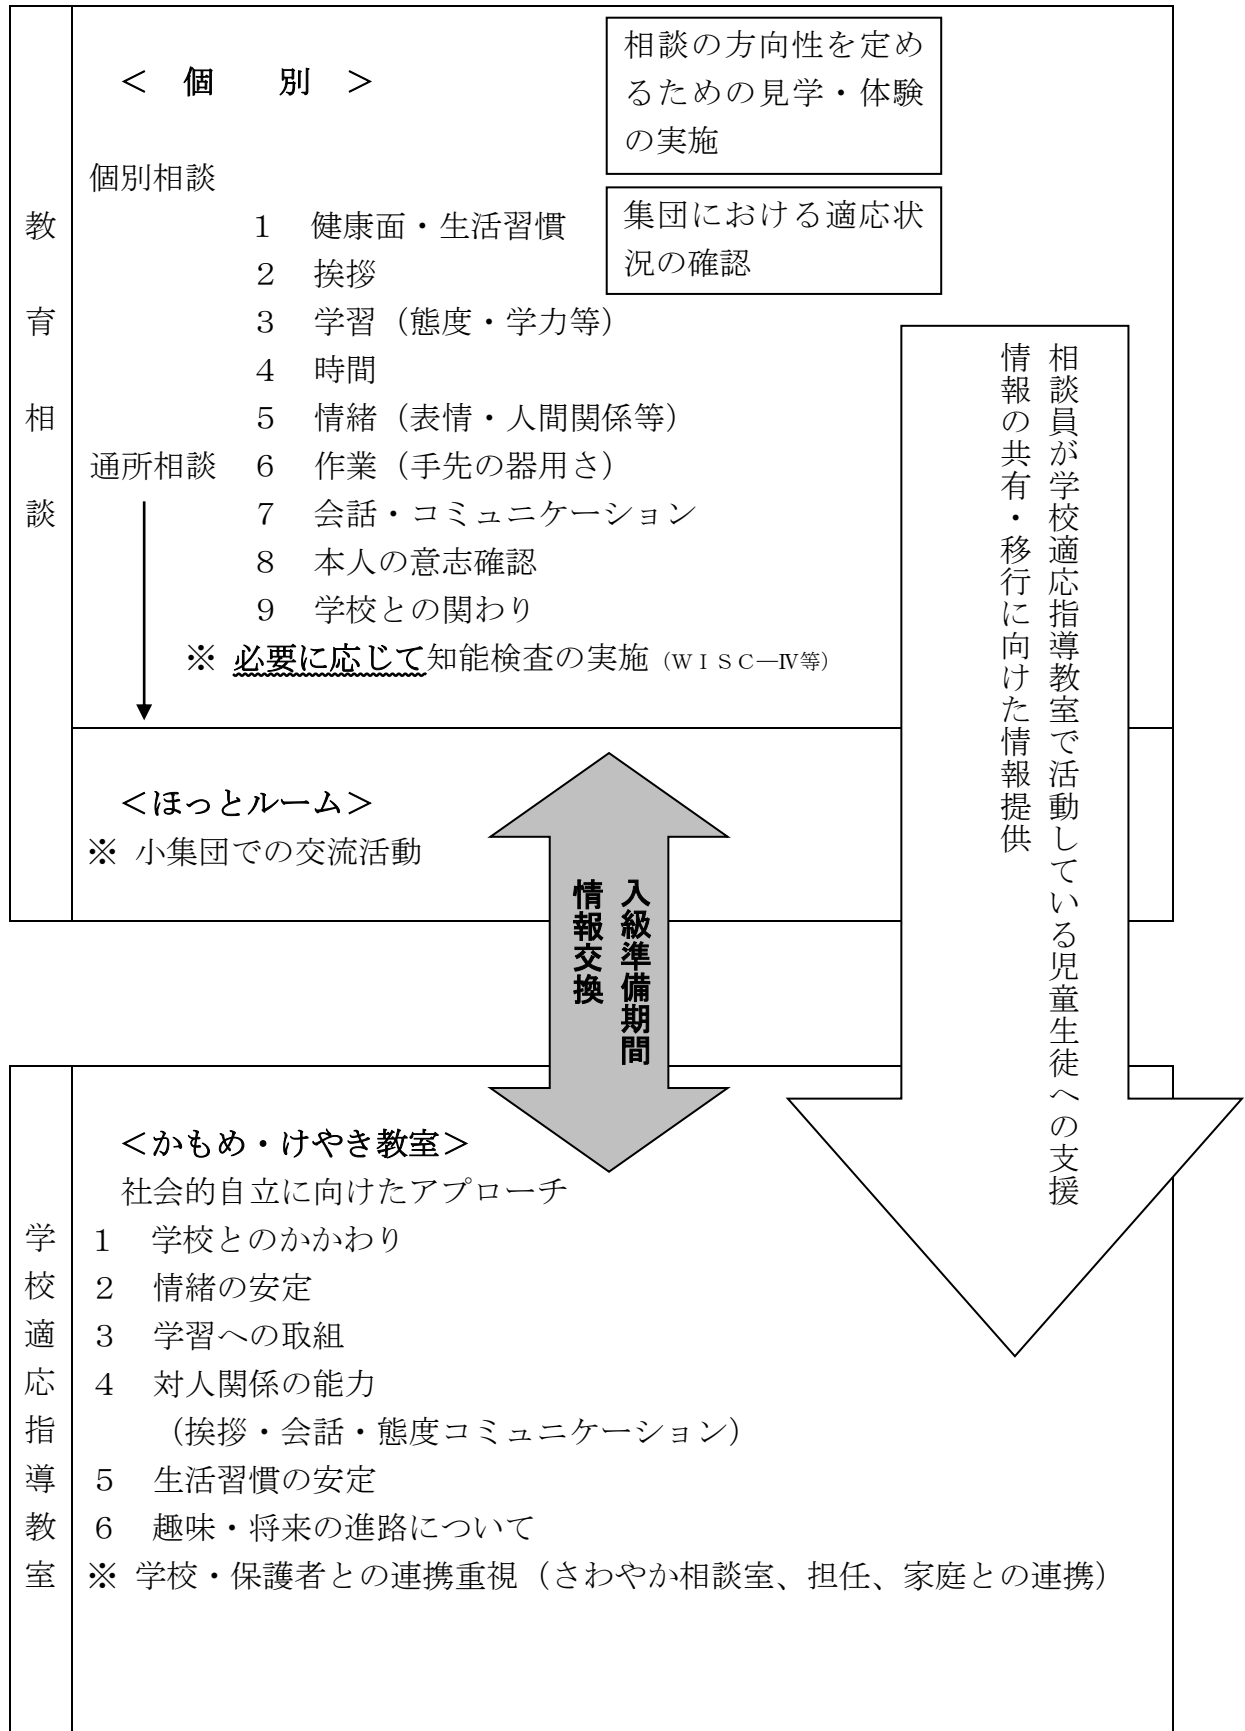 教育相談
＜ 個　別 ＞
相談の方向性を定め
るための見学・体験
の実施
集団における適応状
況の確認
個別相談
１　健康面・生活習慣
２　挨拶
３　学習（態度・学力等）
４　時間
５　情緒（表情・人間関係等）
通所相談　６　作業（手先の器用さ）
７　会話・コミュニケーション
８　本人の意志確認
９　学校との関わり
※ 必要に応じて知能検査の実施（ＷＩＳＣ―Ⅳ等）
相談員が学校適応指導教室で活動している児童生徒への支援
情報の共有・移行に向けた情報提供
＜ほっとルーム＞
※ 小集団での交流活動
入級準備期間
情報交換
学校適応指導教室
＜かもめ・けやき教室＞
社会的自立に向けたアプローチ
１　学校とのかかわり
２　情緒の安定
３　学習への取組
４　対人関係の能力
（挨拶・会話・態度コミュニケーション）
５　生活習慣の安定
６　趣味・将来の進路について
※ 学校・保護者との連携重視（さわやか相談室、担任、家庭との連携）